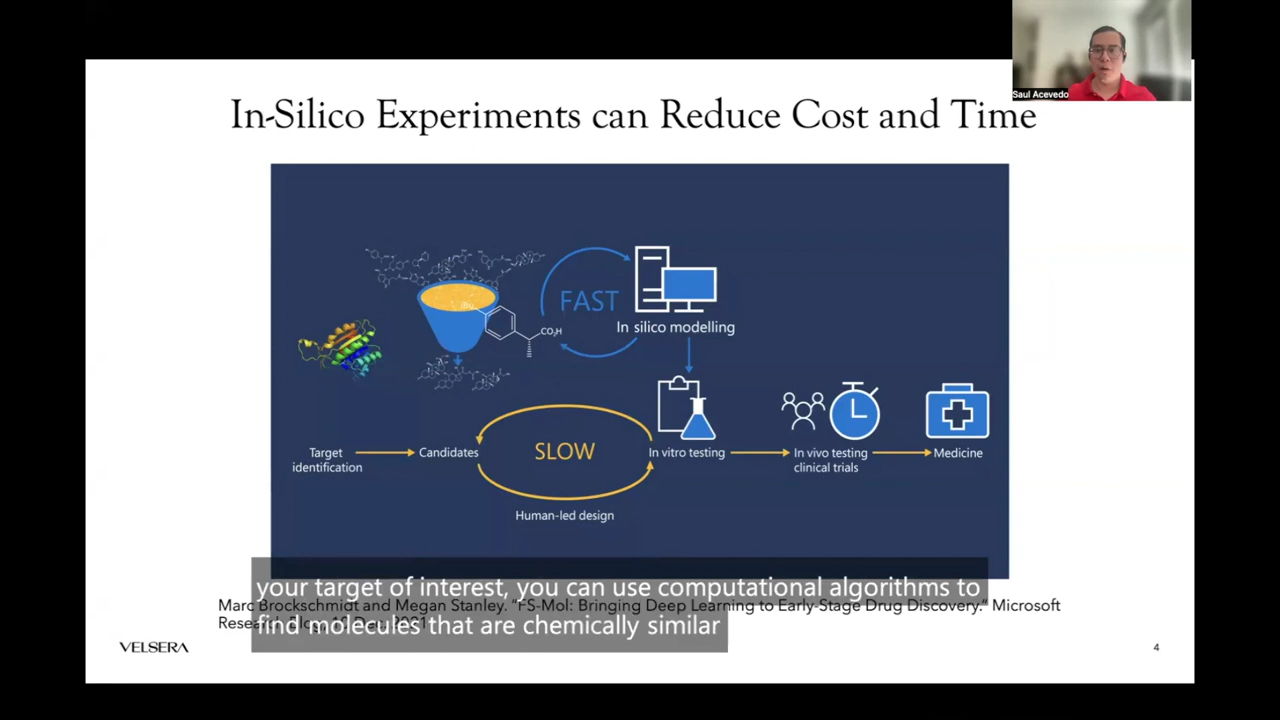 Saul Acevedo
In-Silico Experiments can Reduce Cost and Time
FAST
CO₂H
In silico modelling
Target
identification
Candidates
SLOW
In vitro testing
In vivo testing
clinical trials
Medicine
Human-led design
your target of interest, you can use computational algorithms to
find molecules that are chemically similar
Marc Brockschmidt and Megan Stanley. "FS-Mol: Bringing Deep Learning to Early-Stage Drug Discovery." Microsoft
VELSERA
4